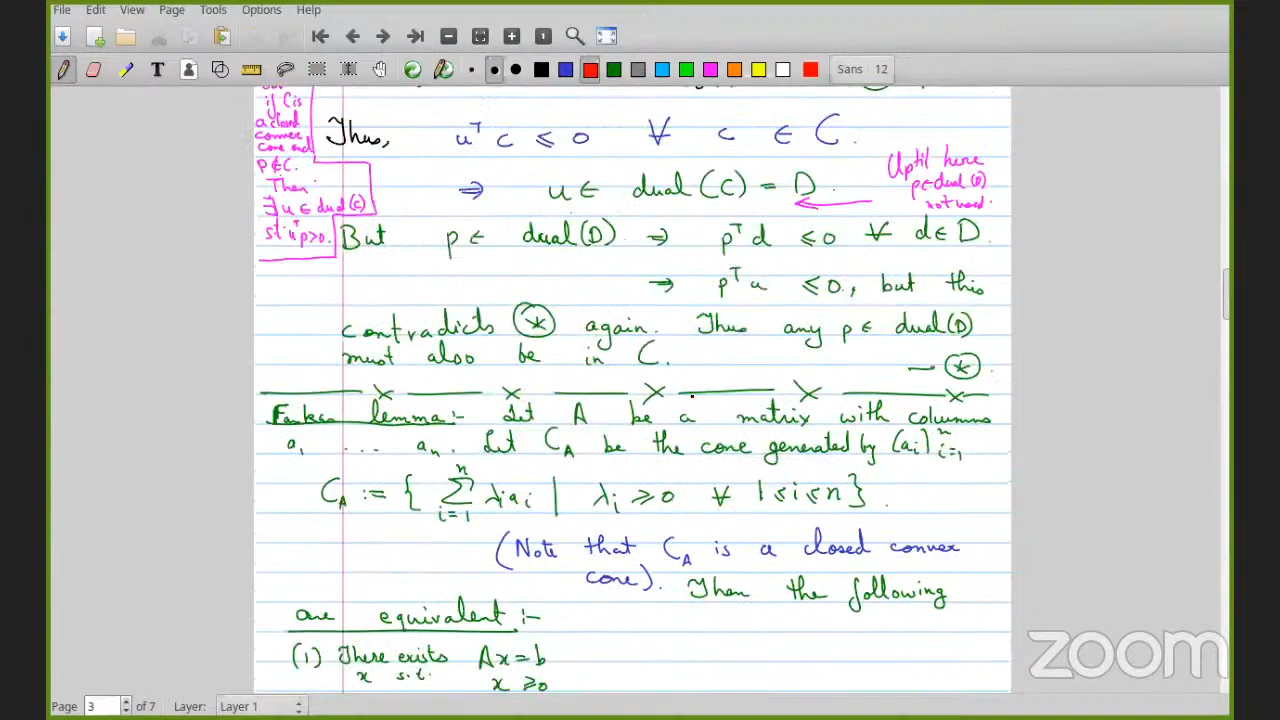 File Edit View Page Tools Options Help
Sans 12
if C is
a closed
convex
cone and
p ∉ C.
Then
∃ u ∈ dual(C)
s.t. uᵀp>0.
Thus, uᵀ c ≤ 0 ∀ c ∈ C.
⇒ u ∈ dual(C) = D.
Uptil here
p∈dual(D)
not used.
But p ∈ dual(D) ⇒ pᵀd ≤0 ∀ d∈D.
⇒ pᵀu ≤0., but this
contradicts ⊛ again. Thus any p ∈ dual(D)
must also be in C.
— ⊛
Farkas lemma:- Let A be a matrix with columns
a₁ ... aₙ. Let C_A be the cone generated by (aᵢ)ⁿᵢ₌₁
C_A := { Σⁿᵢ₌₁ λᵢaᵢ | λᵢ ≥0 ∀ 1≤i≤n }.
(Note that C_A is a closed convex
cone). Then the following
are equivalent:-
(1) There exists Ax=b
x s.t. x ≥0
zoom
Page 3 of 7 Layer: Layer 1